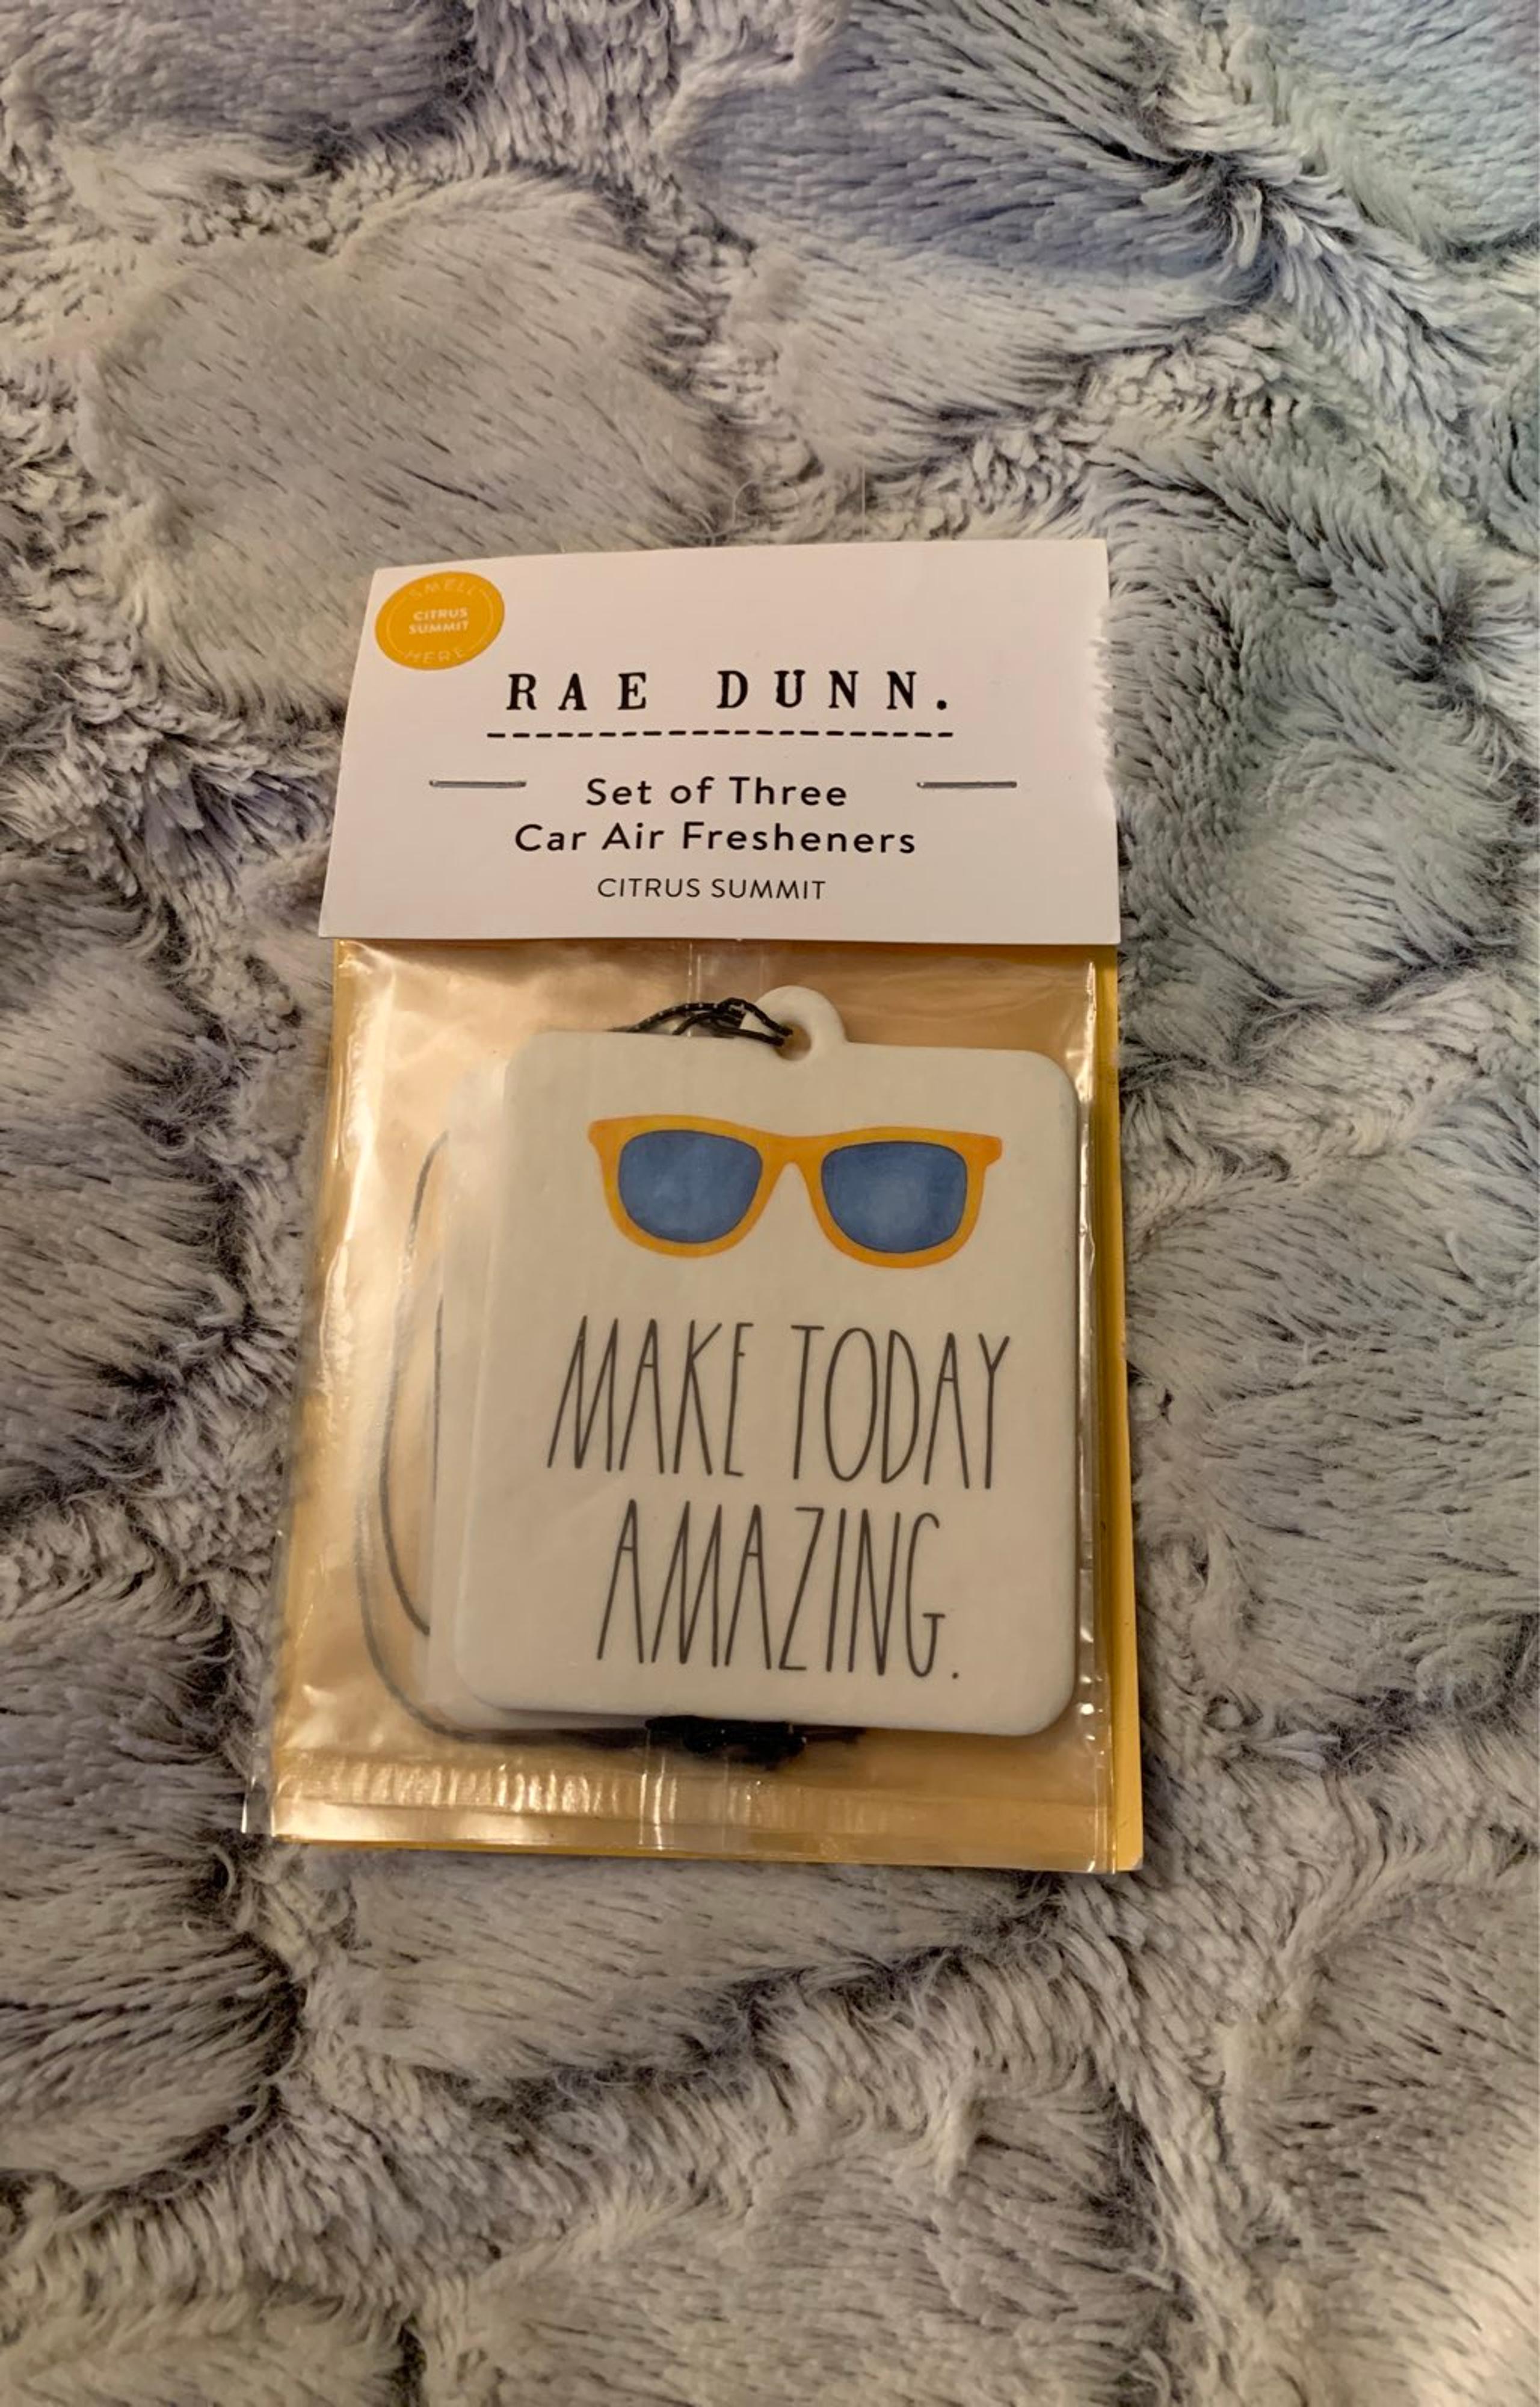 SMELL
CITRUS
SUMMIT
HERE
RAE DUNN.
Set of Three
Car Air Fresheners
CITRUS SUMMIT
MAKE TODAY
AMAZING.